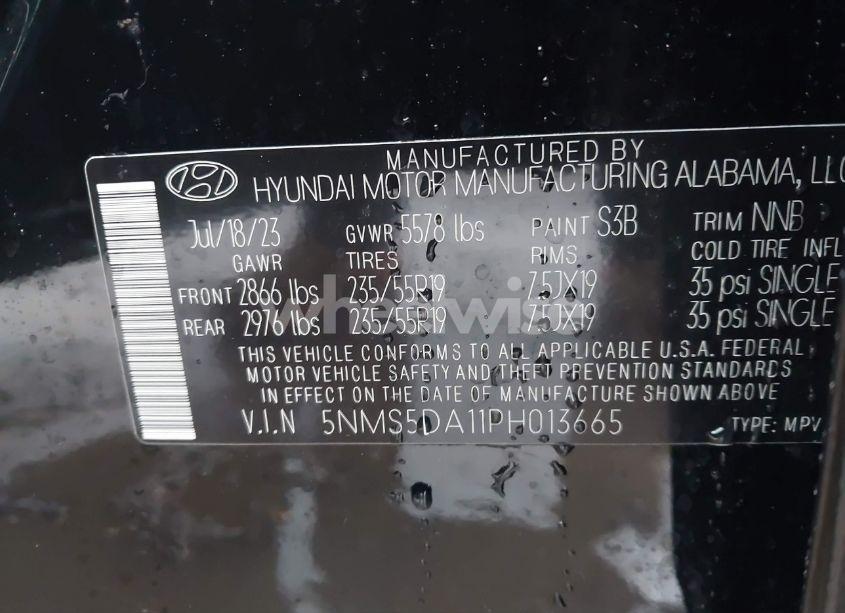 MANUFACTURED BY
HYUNDAI MOTOR MANUFACTURING ALABAMA, LLC
Jul/18/23 GVWR 5578 lbs PAINT S3B TRIM NNB
GAWR TIRES RIMS COLD TIRE INFL
FRONT 2866 lbs 235/55R19 7.5JX19 35 psi SINGLE
REAR 2976 lbs 235/55R19 7.5JX19 35 psi SINGLE
THIS VEHICLE CONFORMS TO ALL APPLICABLE U.S.A. FEDERAL
MOTOR VEHICLE SAFETY AND THEFT PREVENTION STANDARDS
IN EFFECT ON THE DATE OF MANUFACTURE SHOWN ABOVE
V.I.N 5NMS5DA11PH013665 TYPE: MPV